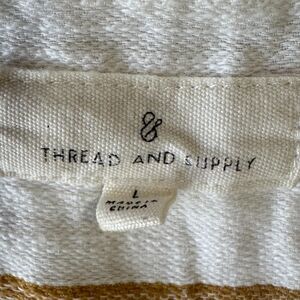 &
THREAD AND SUPPLY
L
MADE IN
CHINA